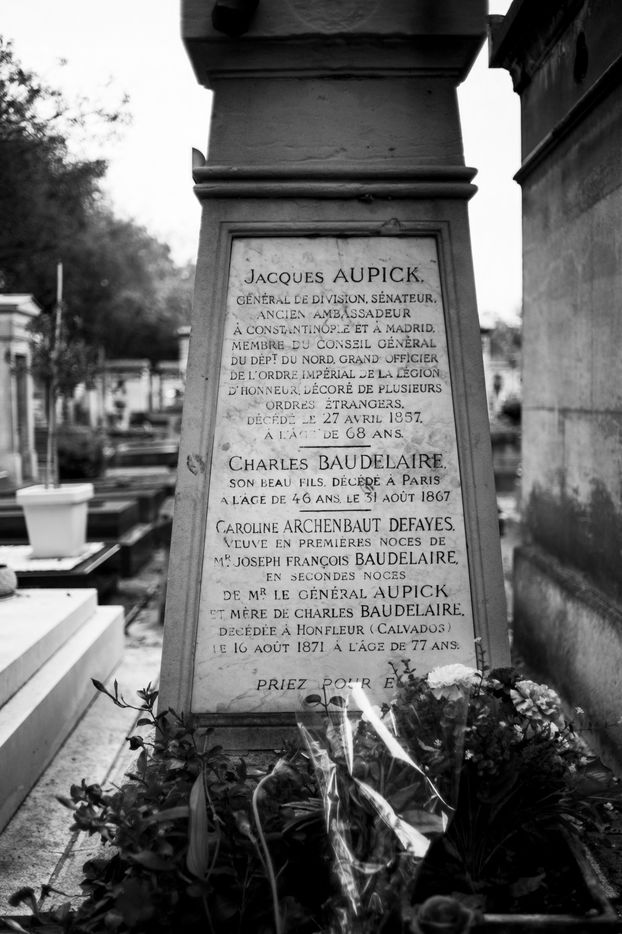 Jacques AUPICK,
GÉNÉRAL DE DIVISION, SÉNATEUR,
ANCIEN AMBASSADEUR
À CONSTANTINOPLE ET À MADRID,
MEMBRE DU CONSEIL GÉNÉRAL
DU DÉPT DU NORD, GRAND OFFICIER
DE L'ORDRE IMPÉRIAL DE LA LÉGION
D'HONNEUR, DÉCORÉ DE PLUSIEURS
ORDRES ÉTRANGERS,
DÉCÉDÉ LE 27 AVRIL 1857,
À L'ÂGE DE 68 ANS.
CHARLES BAUDELAIRE,
SON BEAU FILS, DÉCÉDÉ À PARIS
À L'ÂGE DE 46 ANS, LE 31 AOÛT 1867
CAROLINE ARCHENBAUT DEFAYES,
VEUVE EN PREMIÈRES NOCES DE
MR JOSEPH FRANÇOIS BAUDELAIRE,
EN SECONDES NOCES
DE MR LE GÉNÉRAL AUPICK
ET MÈRE DE CHARLES BAUDELAIRE,
DÉCÉDÉE À HONFLEUR (CALVADOS)
LE 16 AOÛT 1871 À L'ÂGE DE 77 ANS.
PRIEZ POUR